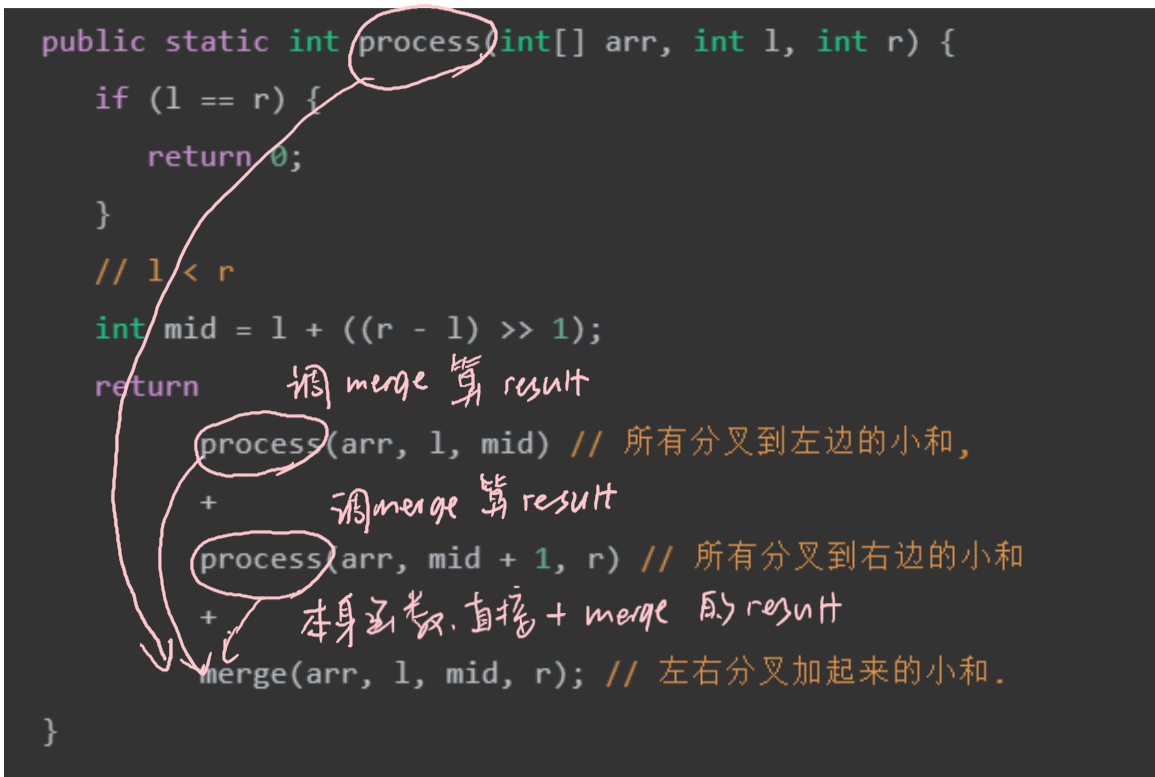 public static int process(int[] arr, int l, int r) {
if (l == r) {
return 0;
}
// l < r
int mid = l + ((r - l) >> 1);
return 调 merge 算 result
process(arr, l, mid) // 所有分叉到左边的小和,
+ 调merge 算 result
process(arr, mid + 1, r) // 所有分叉到右边的小和
+ 本身函数.直接 + merge 的 result
merge(arr, l, mid, r); // 左右分叉加起来的小和.
}